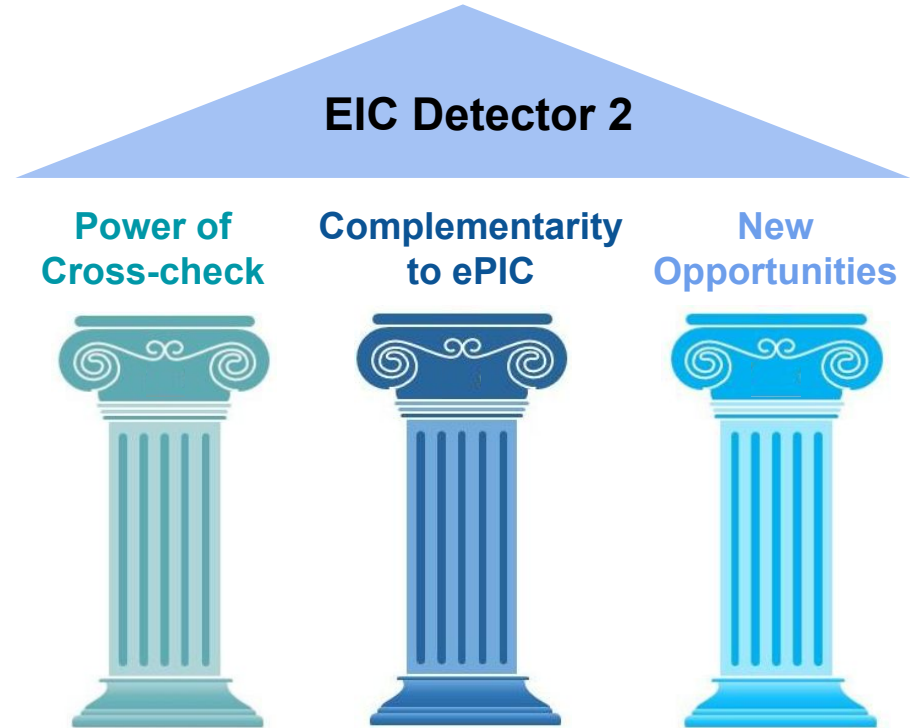 EIC Detector 2
Power of
Cross-check
Complementarity
to ePIC
New
Opportunities